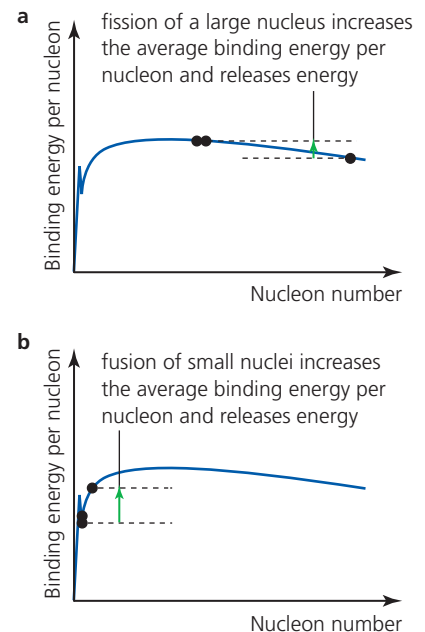 a
fission of a large nucleus increases
the average binding energy per
nucleon and releases energy
Binding energy per nucleon
Nucleon number
b
fusion of small nuclei increases
the average binding energy per
nucleon and releases energy
Binding energy per nucleon
Nucleon number